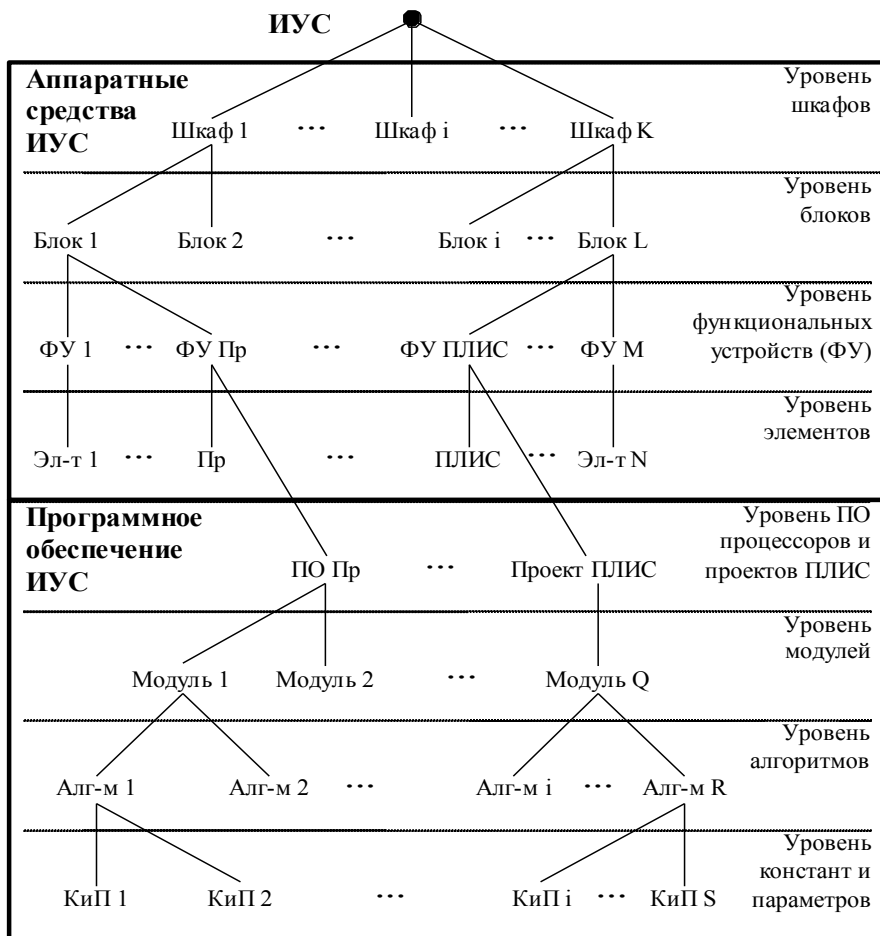 ИУС
Аппаратные
средства
ИУС
Уровень
шкафов
Шкаф 1 ... Шкаф i ... Шкаф K
Уровень
блоков
Блок 1 Блок 2 ... Блок i ... Блок L
Уровень
функциональных
устройств (ФУ)
ФУ 1 ... ФУ Пр ... ФУ ПЛИС ... ФУ M
Уровень
элементов
Эл-т 1 ... Пр ... ПЛИС ... Эл-т N
Программное
обеспечение
ИУС
Уровень ПО
процессоров и
проектов ПЛИС
ПО Пр ... Проект ПЛИС
Уровень
модулей
Модуль 1 Модуль 2 ... Модуль Q
Уровень
алгоритмов
Алг-м 1 Алг-м 2 ... Алг-м i ... Алг-м R
Уровень
констант и
параметров
КиП 1 КиП 2 ... КиП i ... КиП S